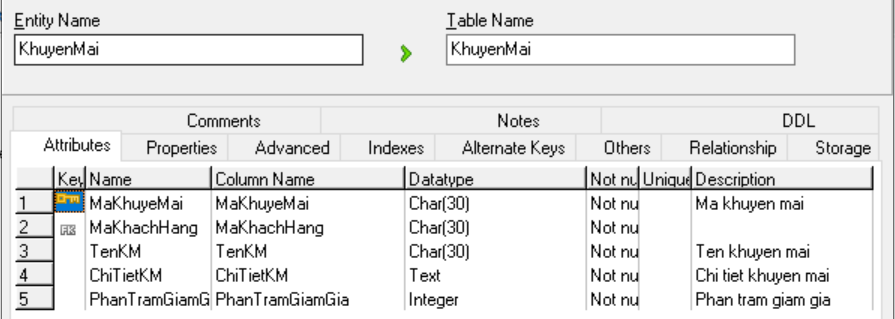 Entity Name Table Name
KhuyenMai KhuyenMai
Comments Notes DDL
Attributes Properties Advanced Indexes Alternate Keys Others Relationship Storage
Key Name Column Name Datatype Not nu Unique Description
1 MaKhuyeMai MaKhuyeMai Char(30) Not nu Ma khuyen mai
2 FK MaKhachHang MaKhachHang Char(30) Not nu
3 TenKM TenKM Char(30) Not nu Ten khuyen mai
4 ChiTietKM ChiTietKM Text Not nu Chi tiet khuyen mai
5 PhanTramGiamG PhanTramGiamGia Integer Not nu Phan tram giam gia